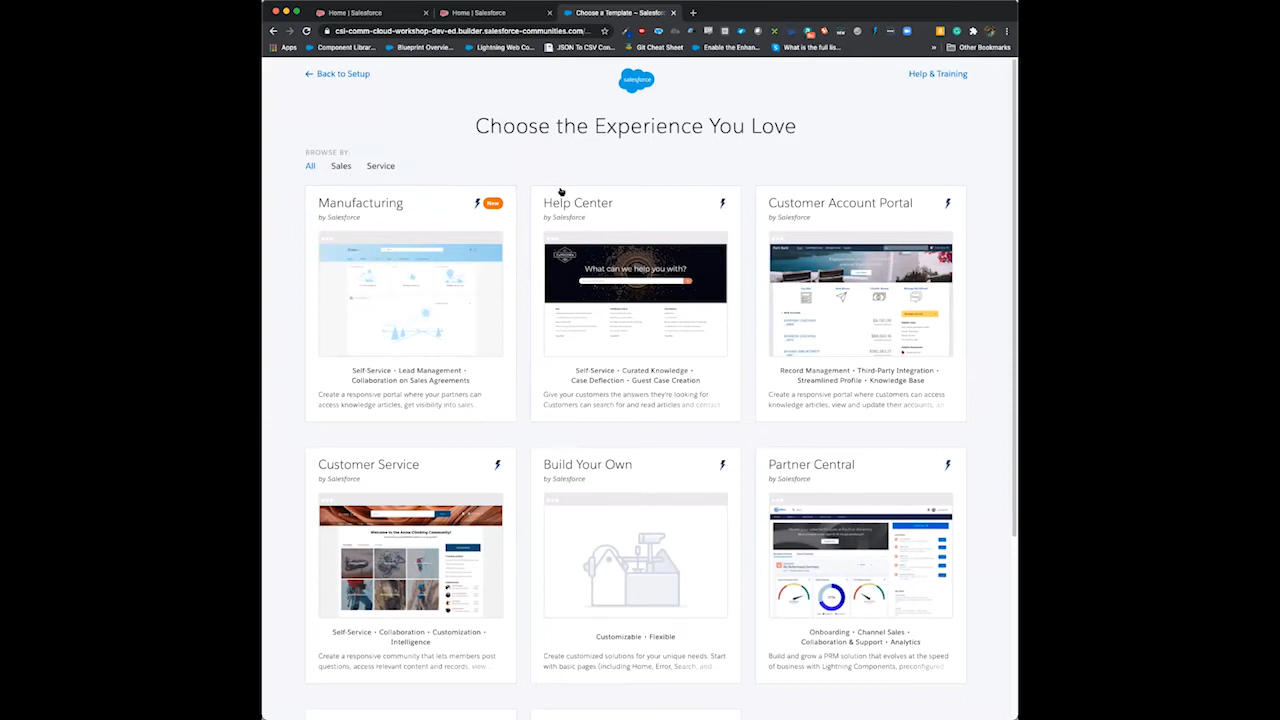 Home | Salesforce
Home | Salesforce
Choose a Template ~ Salesfor
csi-comm-cloud-workshop-dev-ed.builder.salesforce-communities.com/...
Apps
Component Librar...
Blueprint Overvie...
Lightning Web Co...
JSON To CSV Con...
Git Cheat Sheet
Enable the Enhan...
What is the full lis...
»
Other Bookmarks
← Back to Setup
salesforce
Help & Training
Choose the Experience You Love
BROWSE BY:
All Sales Service
Manufacturing
New
by Salesforce
Self-Service • Lead Management •
Collaboration on Sales Agreements
Create a responsive portal where your partners can
access knowledge articles, get visibility into sales
Help Center
by Salesforce
What can we help you with?
Self-Service • Curated Knowledge •
Case Deflection • Guest Case Creation
Give your customers the answers they're looking for
Customers can search for and read articles and contact
Customer Account Portal
by Salesforce
Record Management • Third-Party Integration •
Streamlined Profile • Knowledge Base
Create a responsive portal where customers can access
knowledge articles, view and update their accounts, an
Customer Service
by Salesforce
Welcome to the Acme Climbing Community!
Self-Service • Collaboration • Customization •
Intelligence
Create a responsive community that lets members post
questions, access relevant content and records, view
Build Your Own
by Salesforce
Customizable • Flexible
Create customized solutions for your unique needs. Start
with basic pages (including Home, Error, Search, and
Partner Central
by Salesforce
Onboarding • Channel Sales •
Collaboration & Support • Analytics
Build and grow a PRM solution that evolves at the speed
of business with Lightning Components, preconfigured